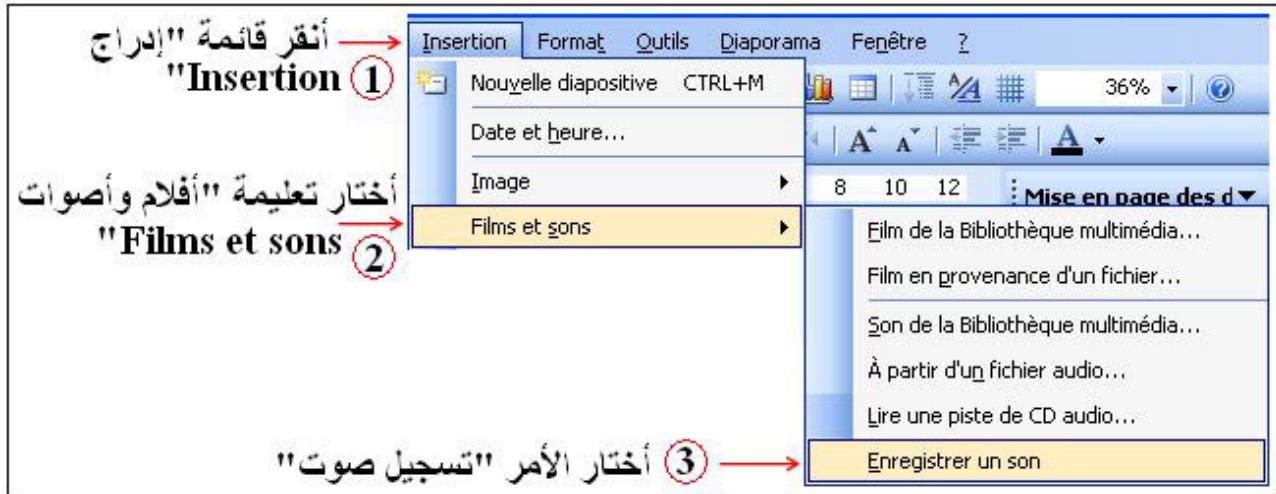 أنقر قائمة "إدراج
Insertion" ①
Insertion Format Outils Diaporama Fenêtre ?
Nouvelle diapositive CTRL+M
36%
Date et heure...
A A A
Image
8 10 12
Mise en page des d
أختار تعليمة "أفلام وأصوات
Films et sons" ②
Films et sons
Film de la Bibliothèque multimédia...
Film en provenance d'un fichier...
Son de la Bibliothèque multimédia...
À partir d'un fichier audio...
Lire une piste de CD audio...
③ أختار الأمر "تسجيل صوت"
Enregistrer un son